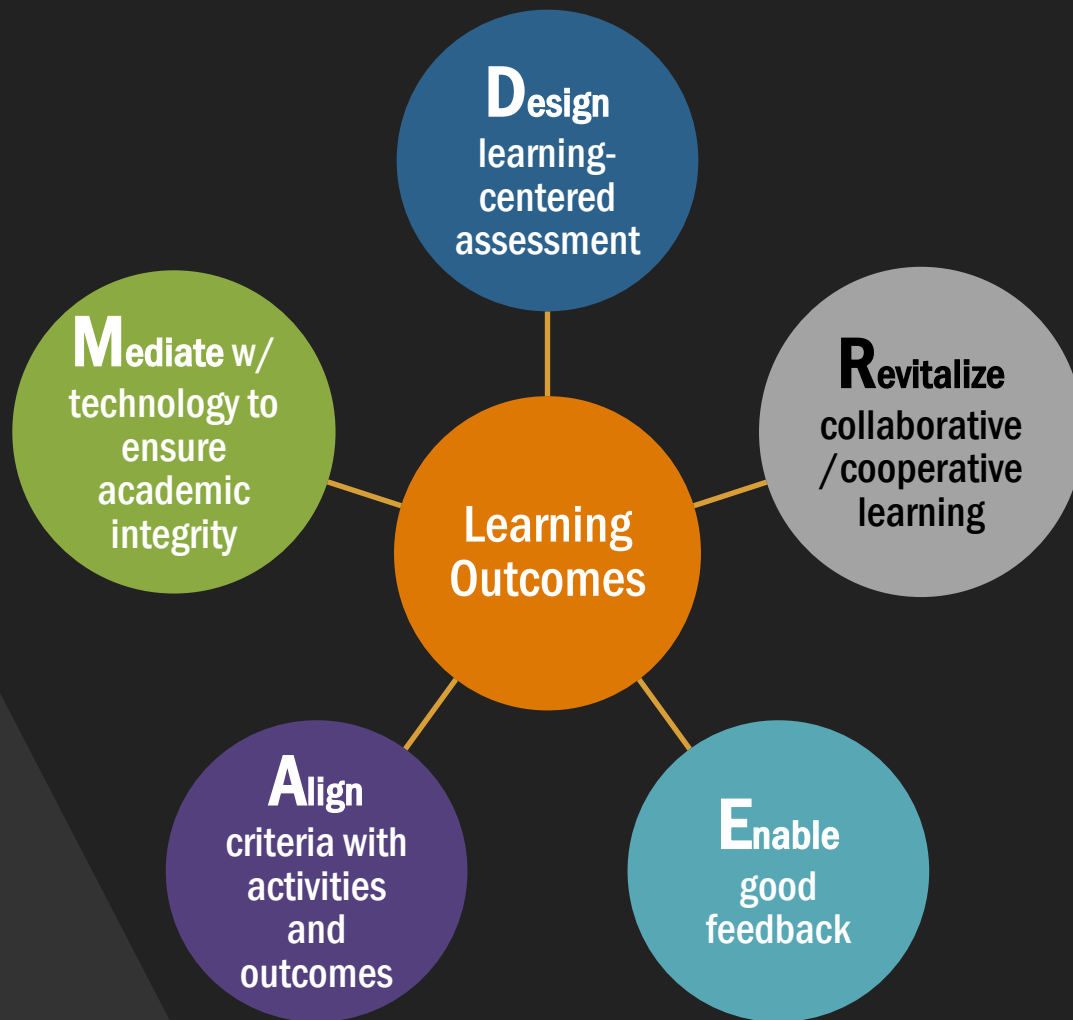 Design
learning-
centered
assessment
Revitalize
collaborative
/cooperative
learning
Enable
good
feedback
Align
criteria with
activities
and
outcomes
Mediate w/
technology to
ensure
academic
integrity
Learning
Outcomes